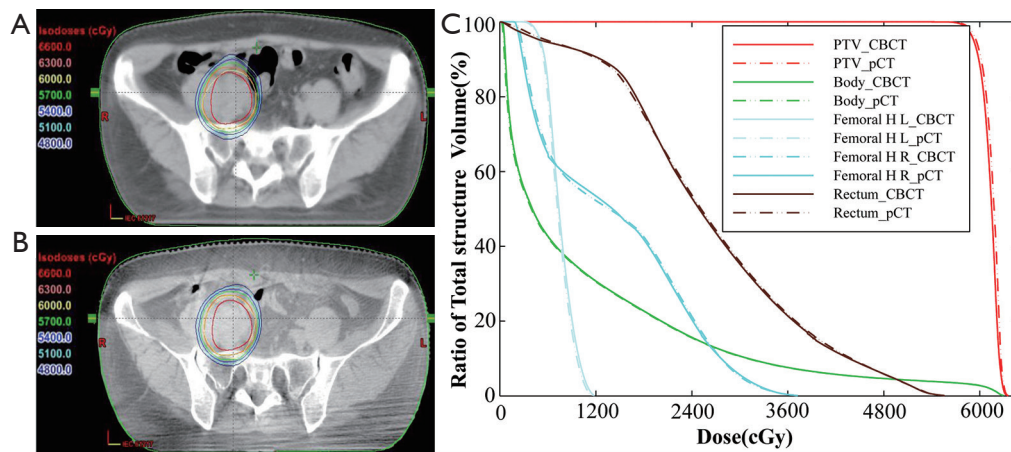 A
Isodoses (cGy)
6600.0
6300.0
6000.0
5700.0
5400.0
5100.0
4800.0
R
L
B
Isodoses (cGy)
6600.0
6300.0
6000.0
5700.0
5400.0
5100.0
4800.0
R
L
C
Ratio of Total structure Volume(%)
100
80
60
40
20
0
0 1200 2400 3600 4800 6000
Dose(cGy)
PTV_CBCT
PTV_pCT
Body_CBCT
Body_pCT
Femoral H L_CBCT
Femoral H L_pCT
Femoral H R_CBCT
Femoral H R_pCT
Rectum_CBCT
Rectum_pCT